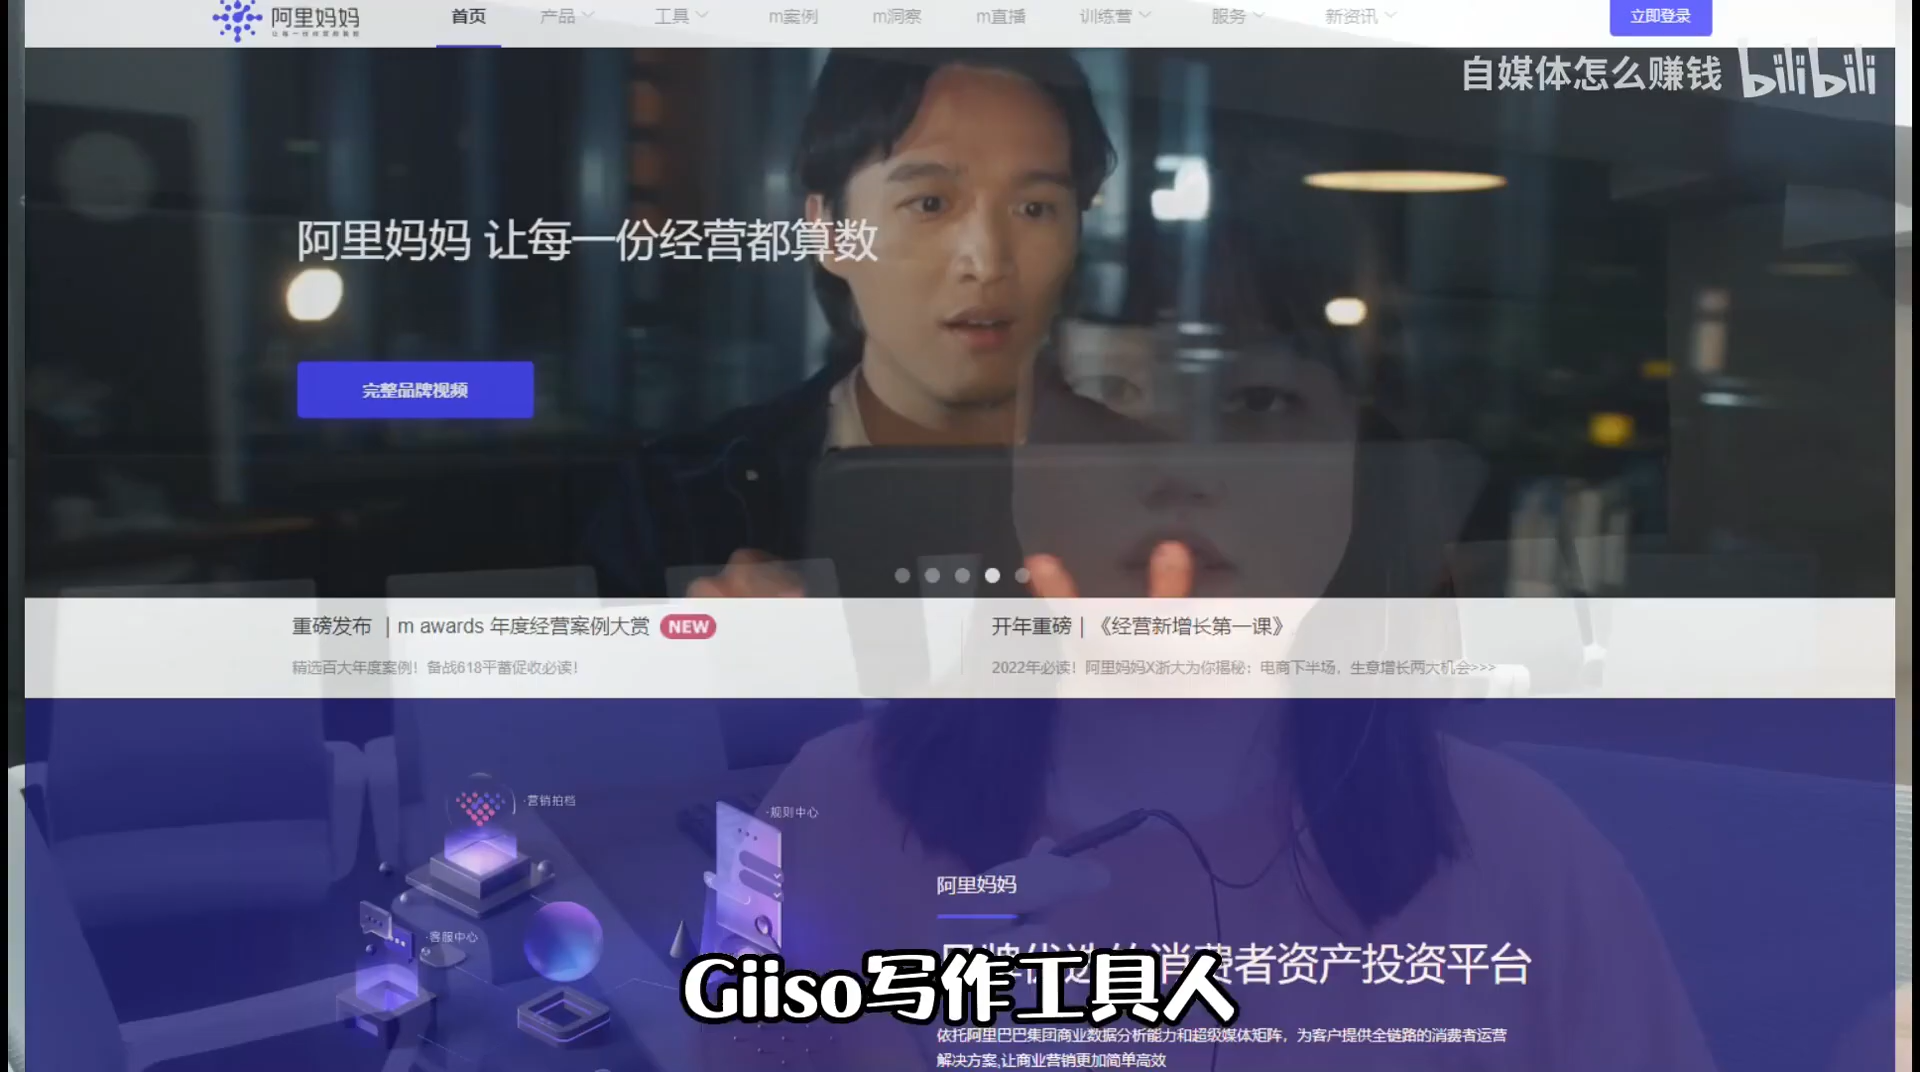 阿里妈妈
让每一份经营都算数
首页
产品
工具
m案例
m洞察
m直播
训练营
服务
新资讯
立即登录
自媒体怎么赚钱 bilibili
阿里妈妈 让每一份经营都算数
完整品牌视频
重磅发布 | m awards 年度经营案例大赏 NEW
精选百大年度案例！备战618平蓄促收必读！
开年重磅 | 《经营新增长第一课》
2022年必读！阿里妈妈X浙大为你揭秘：电商下半场，生意增长两大机会>>>
·营销拍档
·规则中心
·客服中心
阿里妈妈
消费者资产投资平台
Giiso写作工具人
依托阿里巴巴集团商业数据分析能力和超级媒体矩阵，为客户提供全链路的消费者运营
解决方案,让商业营销更加简单高效